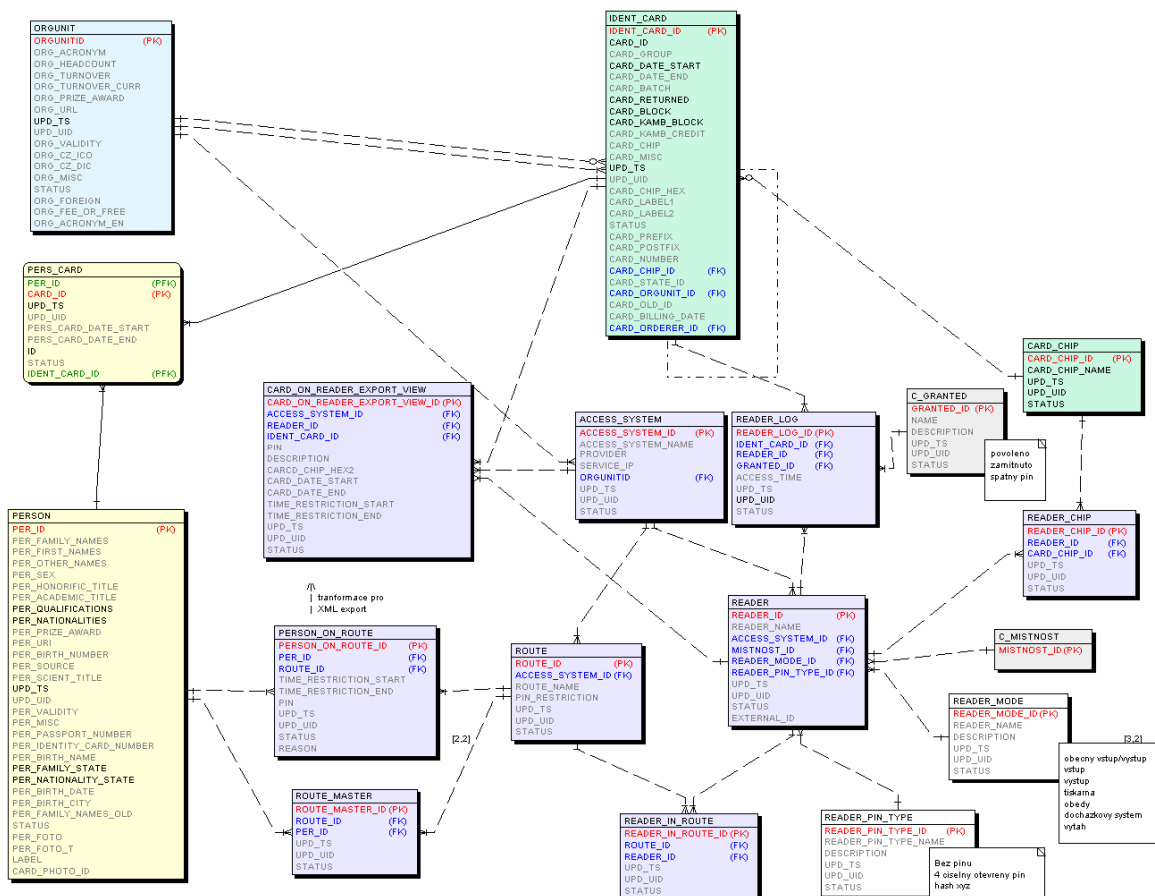 ORGUNIT
ORGUNITID (PK)
ORG_ACRONYM
ORG_HEADCOUNT
ORG_TURNOVER
ORG_TURNOVER_CURR
ORG_PRIZE_AWARD
ORG_URL
UPD_TS
UPD_UID
ORG_VALIDITY
ORG_CZ_ICO
ORG_CZ_DIC
ORG_MISC
STATUS
ORG_FOREIGN
ORG_FEE_OR_FREE
ORG_ACRONYM_EN
IDENT_CARD
IDENT_CARD_ID (PK)
CARD_ID
CARD_GROUP
CARD_DATE_START
CARD_DATE_END
CARD_BATCH
CARD_RETURNED
CARD_BLOCK
CARD_KAMB_BLOCK
CARD_KAMB_CREDIT
CARD_CHIP
CARD_MISC
UPD_TS
UPD_UID
CARD_CHIP_HEX
CARD_LABEL1
CARD_LABEL2
STATUS
CARD_PREFIX
CARD_POSTFIX
CARD_NUMBER
CARD_CHIP_ID (FK)
CARD_STATE_ID
CARD_ORGUNIT_ID (FK)
CARD_OLD_ID
CARD_BILLING_DATE
CARD_ORDERER_ID (FK)
PERS_CARD
PER_ID (PFK)
CARD_ID (PK)
UPD_TS
UPD_UID
PERS_CARD_DATE_START
PERS_CARD_DATE_END
ID
STATUS
IDENT_CARD_ID (PFK)
CARD_CHIP
CARD_CHIP_ID (PK)
CARD_CHIP_NAME
UPD_TS
UPD_UID
STATUS
CARD_ON_READER_EXPORT_VIEW
CARD_ON_READER_EXPORT_VIEW_ID (PK)
ACCESS_SYSTEM_ID (FK)
READER_ID (FK)
IDENT_CARD_ID (FK)
PIN
DESCRIPTION
CARCD_CHIP_HEX2
CARD_DATE_START
CARD_DATE_END
TIME_RESTRICTION_START
TIME_RESTRICTION_END
UPD_TS
UPD_UID
STATUS
ACCESS_SYSTEM
ACCESS_SYSTEM_ID (PK)
ACCESS_SYSTEM_NAME
PROVIDER
SERVICE_IP
ORGUNITID (FK)
UPD_TS
UPD_UID
STATUS
READER_LOG
READER_LOG_ID (PK)
IDENT_CARD_ID (FK)
READER_ID (FK)
GRANTED_ID (FK)
ACCESS_TIME
UPD_TS
UPD_UID
STATUS
C_GRANTED
GRANTED_ID (PK)
NAME
DESCRIPTION
UPD_TS
UPD_UID
STATUS
povoleno
zamitnuto
spatny pin
PERSON
PER_ID (PK)
PER_FAMILY_NAMES
PER_FIRST_NAMES
PER_OTHER_NAMES
PER_SEX
PER_HONORIFIC_TITLE
PER_ACADEMIC_TITLE
PER_QUALIFICATIONS
PER_NATIONALITIES
PER_PRIZE_AWARD
PER_URI
PER_BIRTH_NUMBER
PER_SOURCE
PER_SCIENT_TITLE
UPD_TS
UPD_UID
PER_VALIDITY
PER_MISC
PER_PASSPORT_NUMBER
PER_IDENTITY_CARD_NUMBER
PER_BIRTH_NAME
PER_FAMILY_STATE
PER_NATIONALITY_STATE
PER_BIRTH_DATE
PER_BIRTH_CITY
PER_FAMILY_NAMES_OLD
STATUS
PER_FOTO
PER_FOTO_T
LABEL
CARD_PHOTO_ID
READER_CHIP
READER_CHIP_ID (PK)
READER_ID (FK)
CARD_CHIP_ID (FK)
UPD_TS
UPD_UID
STATUS
tranformace pro
XML export
PERSON_ON_ROUTE
PERSON_ON_ROUTE_ID (PK)
PER_ID (FK)
ROUTE_ID (FK)
TIME_RESTRICTION_START
TIME_RESTRICTION_END
PIN
UPD_TS
UPD_UID
STATUS
REASON
ROUTE
ROUTE_ID (PK)
ACCESS_SYSTEM_ID (FK)
ROUTE_NAME
PIN_RESTRICTION
UPD_TS
UPD_UID
STATUS
READER
READER_ID (PK)
READER_NAME
ACCESS_SYSTEM_ID (FK)
MISTNOST_ID (FK)
READER_MODE_ID (FK)
READER_PIN_TYPE_ID (FK)
UPD_TS
UPD_UID
STATUS
EXTERNAL_ID
C_MISTNOST
MISTNOST_ID (PK)
READER_MODE
READER_MODE_ID (PK)
READER_NAME
DESCRIPTION
UPD_TS
UPD_UID
STATUS
[3,2]
obecny vstup/vystup
vstup
vystup
tiskarna
obedy
dochazkovy system
vytah
[2,2]
ROUTE_MASTER
ROUTE_MASTER_ID (PK)
ROUTE_ID (FK)
PER_ID (FK)
UPD_TS
UPD_UID
STATUS
READER_IN_ROUTE
READER_IN_ROUTE_ID (PK)
ROUTE_ID (FK)
READER_ID (FK)
UPD_TS
UPD_UID
STATUS
READER_PIN_TYPE
READER_PIN_TYPE_ID (PK)
READER_PIN_TYPE_NAME
DESCRIPTION
UPD_TS
UPD_UID
STATUS
Bez pinu
4 ciselny otevreny pin
hash xyz